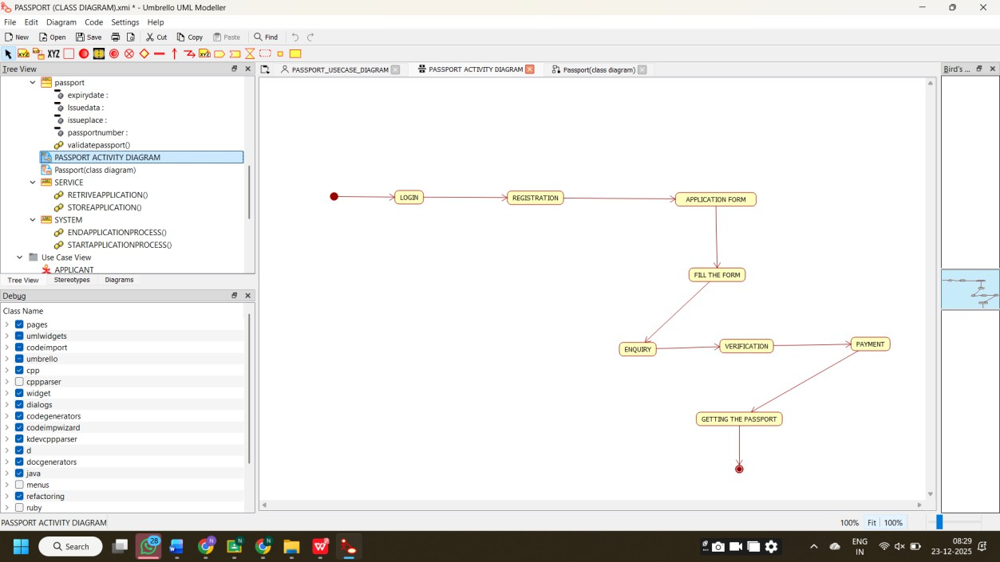 PASSPORT (CLASS DIAGRAM).xmi * - Umbrello UML Modeller
File Edit Diagram Code Settings Help
New Open Save Cut Copy Paste Find
XYZ XYZ XYZ
Tree View
PASSPORT_USECASE_DIAGRAM PASSPORT ACTIVITY DIAGRAM Passport(class diagram)
Bird's ...
passport
expirydate :
Issuedata :
issueplace :
passportnumber :
validatepassport()
PASSPORT ACTIVITY DIAGRAM
Passport(class diagram)
SERVICE
RETRIVEAPPLICATION()
STOREAPPLICATION()
SYSTEM
ENDAPPLICATIONPROCESS()
STARTAPPLICATIONPROCESS()
Use Case View
APPLICANT
Tree View Stereotypes Diagrams
Debug
Class Name
pages
umlwidgets
codeimport
umbrello
cpp
cppparser
widget
dialogs
codegenerators
codeimpwizard
kdevcppparser
d
docgenerators
java
menus
refactoring
ruby
LOGIN REGISTRATION APPLICATION FORM
FILL THE FORM
ENQUIRY VERIFICATION PAYMENT
GETTING THE PASSPORT
PASSPORT ACTIVITY DIAGRAM
100% Fit 100%
Search
28
N N N
ENG
IN
08:29
23-12-2025